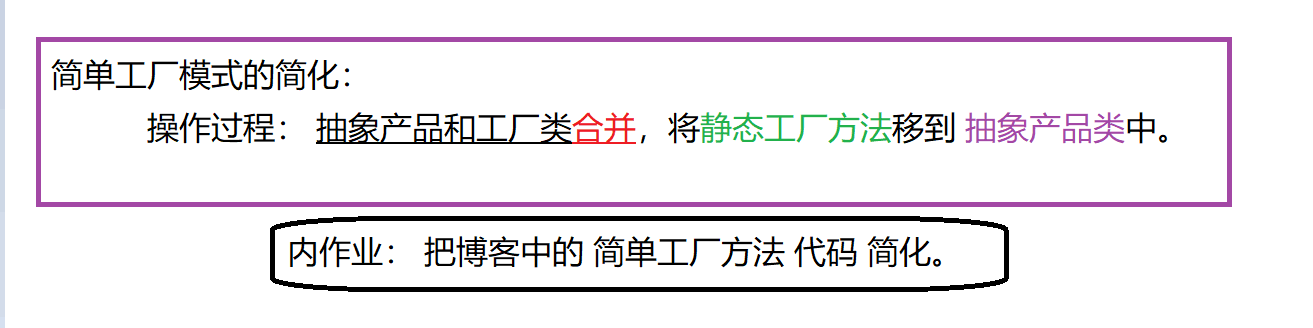 简单工厂模式的简化：
操作过程： 抽象产品和工厂类合并，将静态工厂方法移到 抽象产品类中。
内作业： 把博客中的 简单工厂方法 代码 简化。